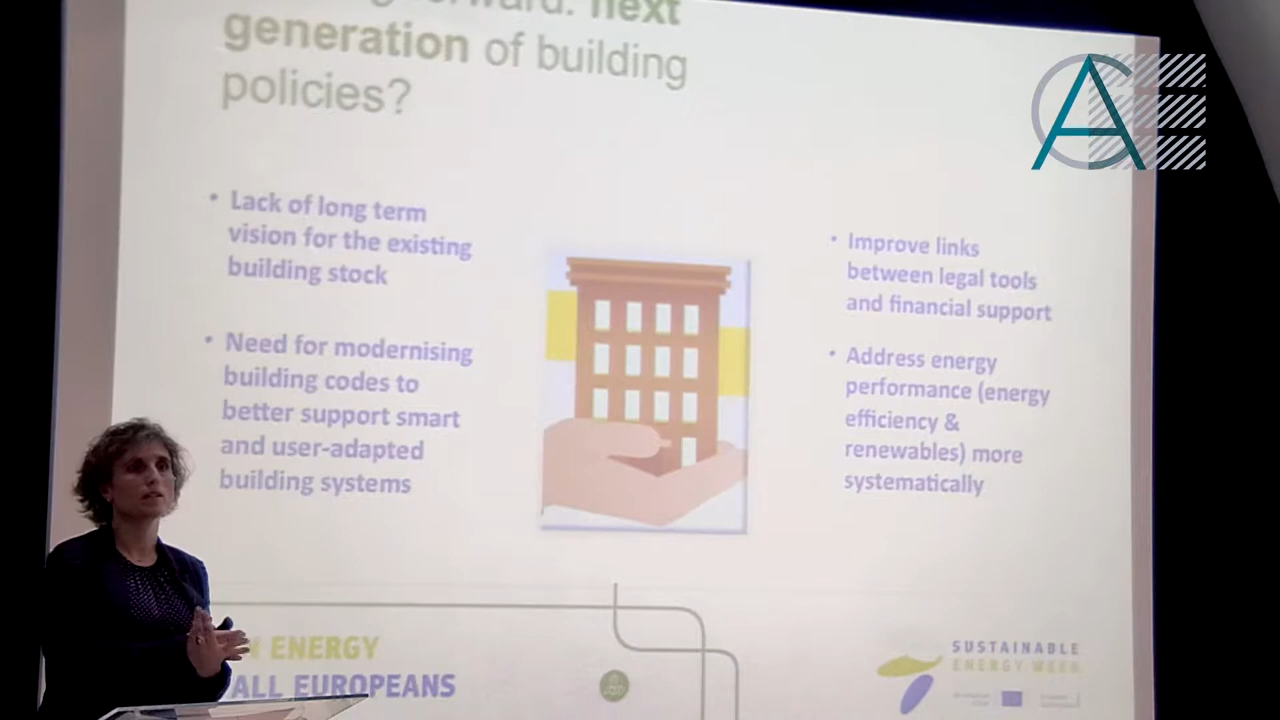 next
generation of building
policies?
• Lack of long term
vision for the existing
building stock
• Need for modernising
building codes to
better support smart
and user-adapted
building systems
• Improve links
between legal tools
and financial support
• Address energy
performance (energy
efficiency &
renewables) more
systematically
ENERGY
ALL EUROPEANS
SUSTAINABLE
ENERGY WEEK
ACE